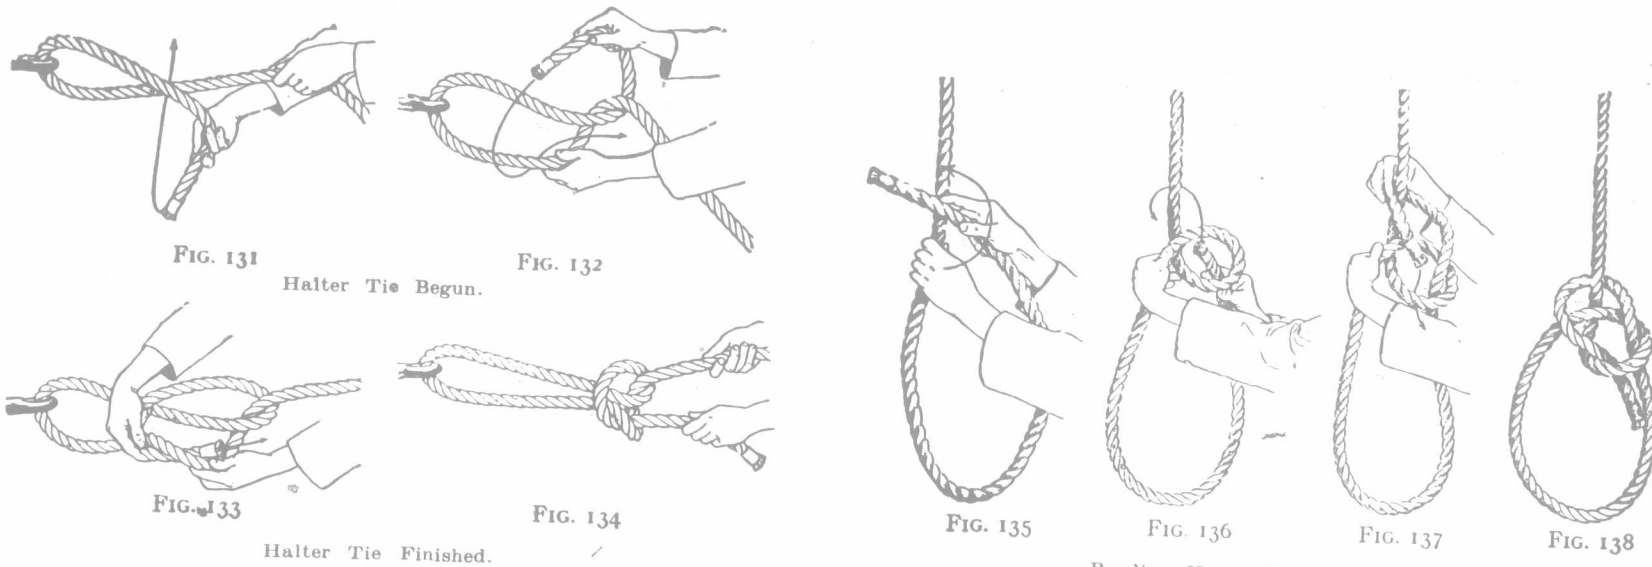 FIG. 131
FIG. 132
Halter Tie Begun.
FIG. 133
FIG. 134
Halter Tie Finished.
FIG. 135
FIG. 136
FIG. 137
FIG. 138